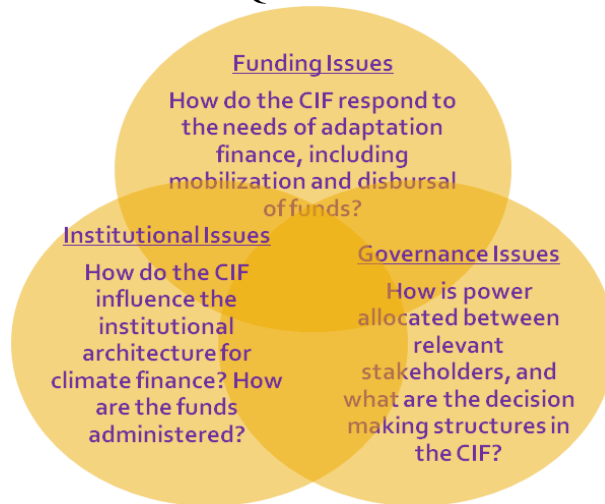 Funding Issues
How do the CIF respond to
the needs of adaptation
finance, including
mobilization and disbursal
of funds?
Institutional Issues
How do the CIF
influence the
institutional
architecture for
climate finance? How
are the funds
administered?
Governance Issues
How is power
allocated between
relevant
stakeholders, and
what are the decision
making structures in
the CIF?